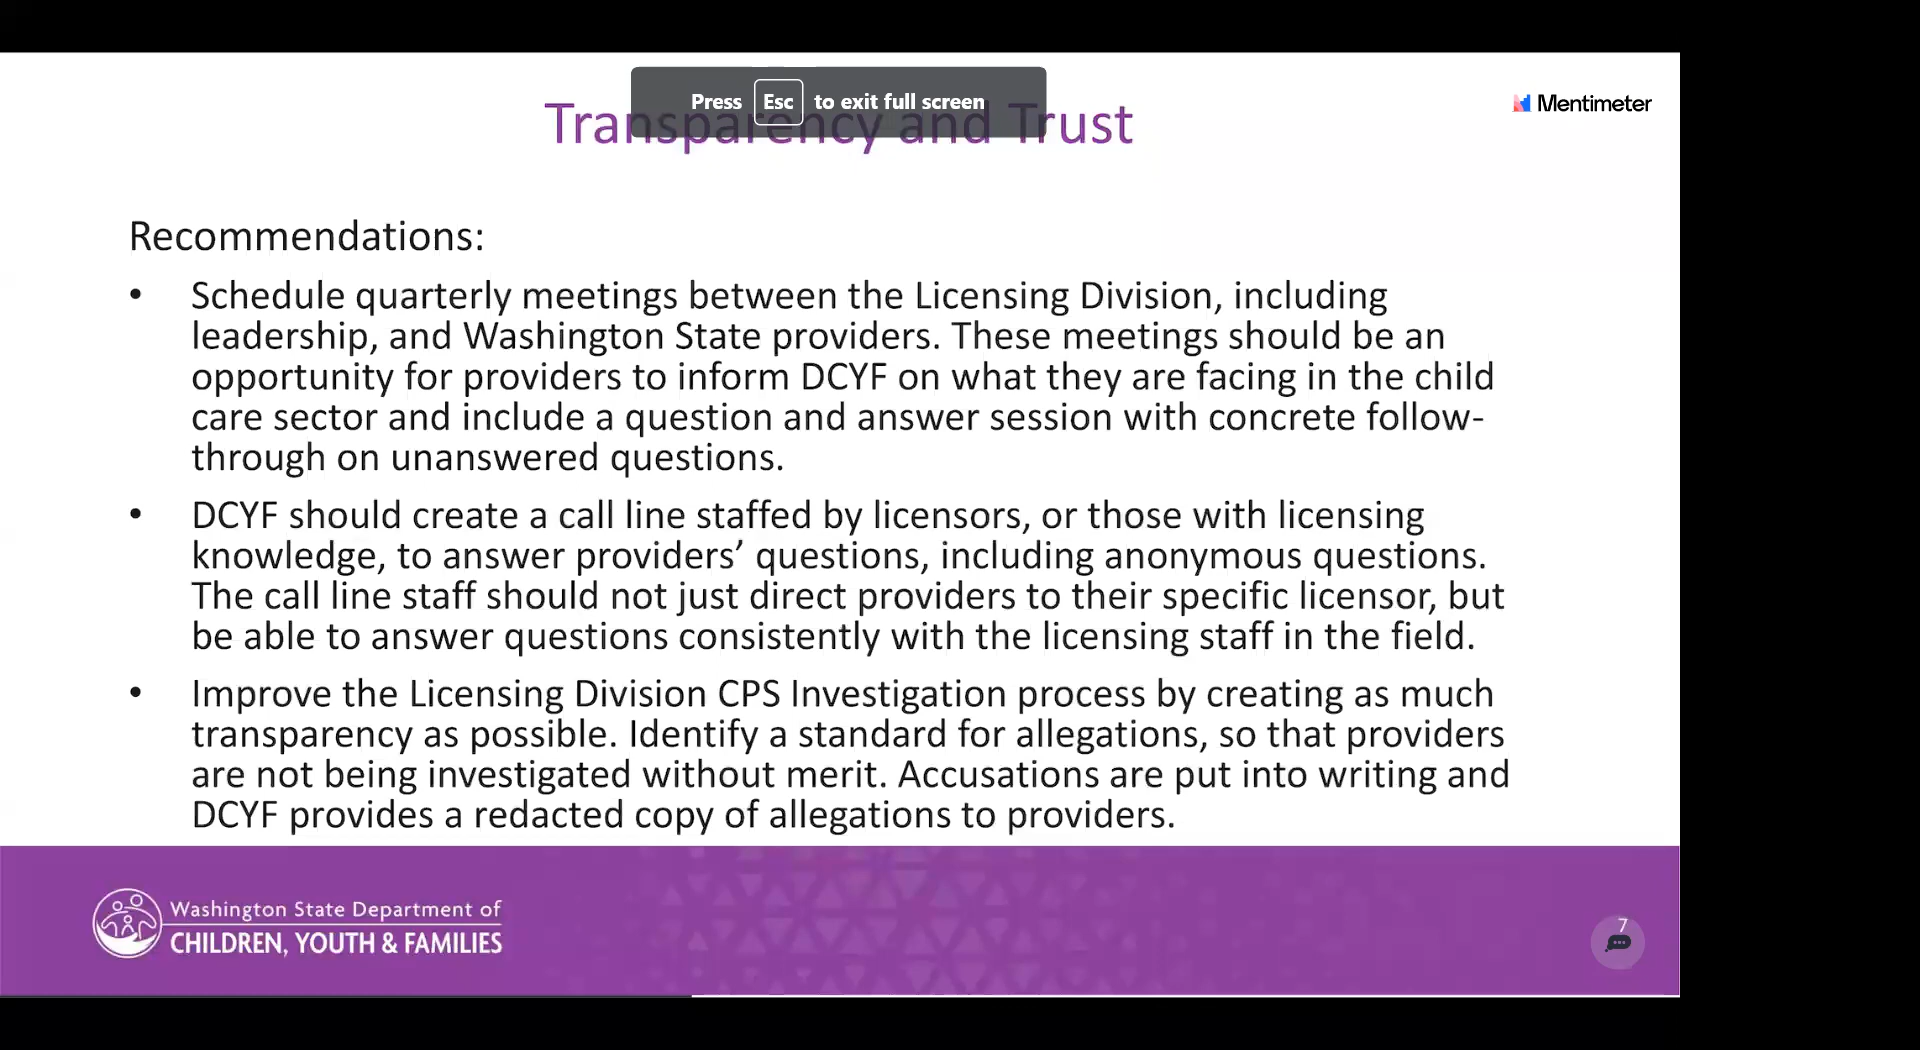 Press Esc to exit full screen
Mentimeter
Transparency and Trust
Recommendations:
• Schedule quarterly meetings between the Licensing Division, including
leadership, and Washington State providers. These meetings should be an
opportunity for providers to inform DCYF on what they are facing in the child
care sector and include a question and answer session with concrete follow-
through on unanswered questions.
• DCYF should create a call line staffed by licensors, or those with licensing
knowledge, to answer providers’ questions, including anonymous questions.
The call line staff should not just direct providers to their specific licensor, but
be able to answer questions consistently with the licensing staff in the field.
• Improve the Licensing Division CPS Investigation process by creating as much
transparency as possible. Identify a standard for allegations, so that providers
are not being investigated without merit. Accusations are put into writing and
DCYF provides a redacted copy of allegations to providers.
Washington State Department of
CHILDREN, YOUTH & FAMILIES
7